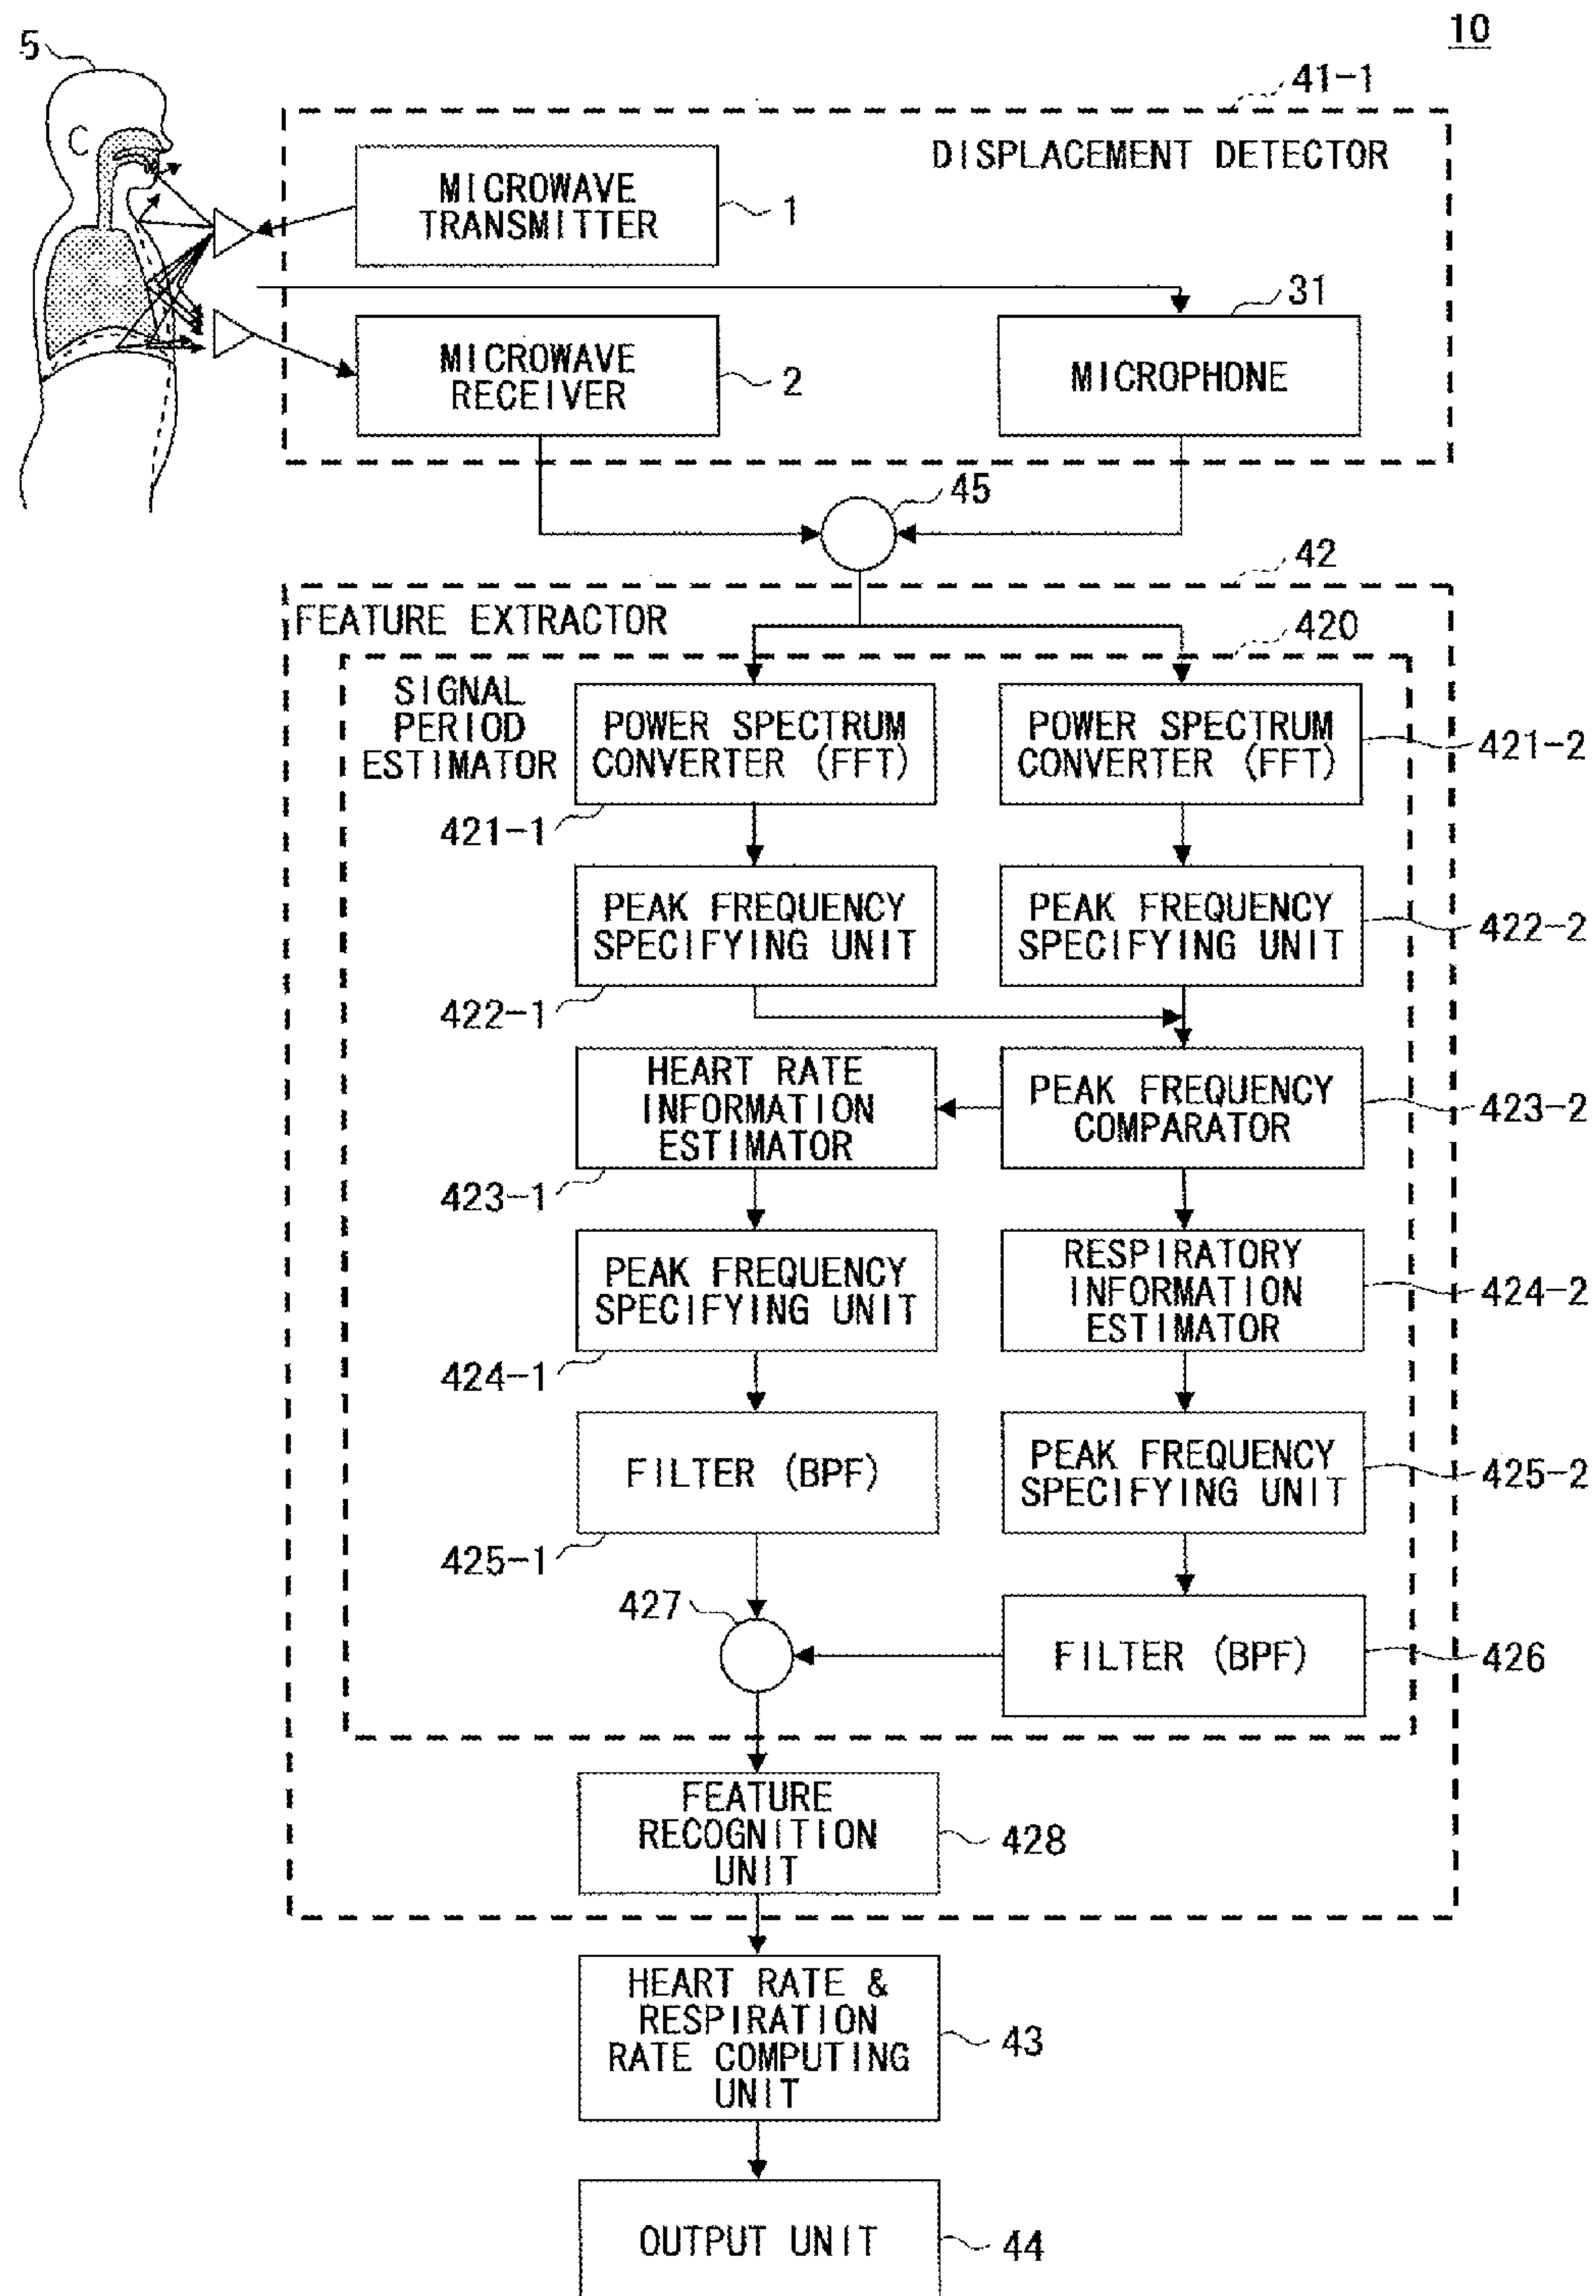 10
5
41-1
DISPLACEMENT DETECTOR
MICROWAVE
TRANSMITTER
1
31
MICROWAVE
RECEIVER
2
MICROPHONE
45
42
FEATURE EXTRACTOR
420
SIGNAL
PERIOD
ESTIMATOR
POWER SPECTRUM
CONVERTER (FFT)
421-1
POWER SPECTRUM
CONVERTER (FFT)
421-2
PEAK FREQUENCY
SPECIFYING UNIT
422-1
PEAK FREQUENCY
SPECIFYING UNIT
422-2
HEART RATE
INFORMATION
ESTIMATOR
423-1
PEAK FREQUENCY
COMPARATOR
423-2
PEAK FREQUENCY
SPECIFYING UNIT
424-1
RESPIRATORY
INFORMATION
ESTIMATOR
424-2
FILTER (BPF)
425-1
PEAK FREQUENCY
SPECIFYING UNIT
425-2
427
FILTER (BPF)
426
FEATURE
RECOGNITION
UNIT
428
HEART RATE &
RESPIRATION
RATE COMPUTING
UNIT
43
OUTPUT UNIT
44